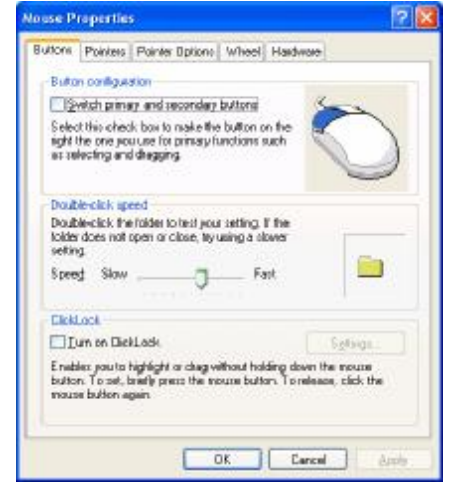 Mouse Properties
Buttons Pointers Pointer Options Wheel Hardware
Button configuration
Switch primary and secondary buttons
Select this check box to make the button on the
right the one you use for primary functions such
as selecting and dragging.
Double-click speed
Double-click the folder to test your setting. If the
folder does not open or close, try using a slower
setting.
Speed: Slow Fast
ClickLock
Turn on ClickLock
Settings...
Enables you to highlight or drag without holding down the mouse
button. To set, briefly press the mouse button. To release, click the
mouse button again.
OK Cancel Apply